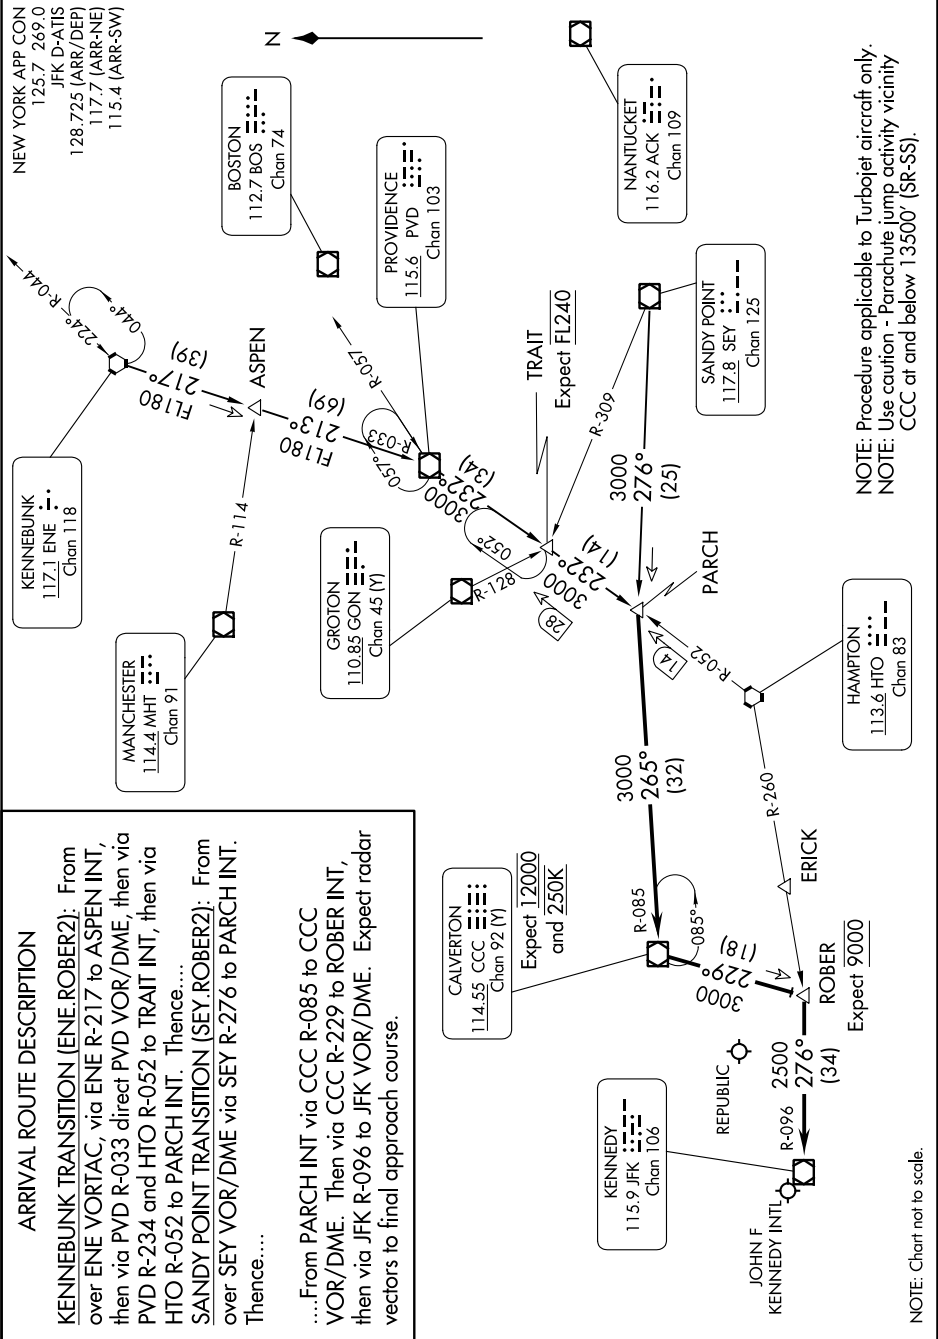 NEW YORK APP CON
125.7 269.0
JFK D-ATIS
128.725 (ARR/DEP)
117.7 (ARR-NE)
115.4 (ARR-SW)
N
ARRIVAL ROUTE DESCRIPTION
KENNEBUNK TRANSITION (ENE.ROBER2): From
over ENE VORTAC, via ENE R-217 to ASPEN INT,
then via PVD R-033 direct PVD VOR/DME, then via
PVD R-234 and HTO R-052 to TRAIT INT, then via
HTO R-052 to PARCH INT. Thence....
SANDY POINT TRANSITION (SEY.ROBER2): From
over SEY VOR/DME via SEY R-276 to PARCH INT.
Thence....
....From PARCH INT via CCC R-085 to CCC
VOR/DME. Then via CCC R-229 to ROBER INT,
then via JFK R-096 to JFK VOR/DME. Expect radar
vectors to final approach course.
KENNEBUNK
117.1 ENE
Chan 118
R-044
224°
044°
FL180
217°
(39)
ASPEN
MANCHESTER
114.4 MHT
Chan 91
R-114
FL180
213°
(69)
BOSTON
112.7 BOS
Chan 74
PROVIDENCE
115.6 PVD
Chan 103
R-057
R-033
057°
3000
232°
(34)
GROTON
110.85 GON
Chan 45 (Y)
R-128
052°
TRAIT
Expect FL240
R-309
3000
232°
(14)
28
NANTUCKET
116.2 ACK
Chan 109
SANDY POINT
117.8 SEY
Chan 125
3000
276°
(25)
PARCH
14
R-052
HAMPTON
113.6 HTO
Chan 83
3000
265°
(32)
R-260
ERICK
CALVERTON
114.55 CCC
Chan 92 (Y)
Expect 12000
and 250K
R-085
085°
3000
229°
(18)
ROBER
Expect 9000
REPUBLIC
2500
276°
(34)
R-096
KENNEDY
115.9 JFK
Chan 106
JOHN F
KENNEDY INTL
NOTE: Procedure applicable to Turbojet aircraft only.
NOTE: Use caution - Parachute jump activity vicinity
CCC at and below 13500' (SR-SS).
NOTE: Chart not to scale.